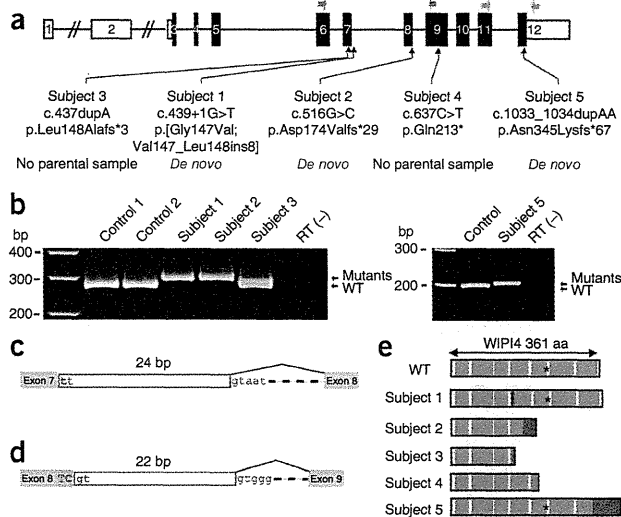 a
1 2 3 4 5 6 7 8 9 10 11 12
Subject 3
c.437dupA
p.Leu148Alafs*3
No parental sample
Subject 1
c.439+1G>T
p.[Gly147Val;
Val147_Leu148ins8]
De novo
Subject 2
c.516G>C
p.Asp174Valfs*29
De novo
Subject 4
c.637C>T
p.Gln213*
No parental sample
Subject 5
c.1033_1034dupAA
p.Asn345Lysfs*67
De novo
b
bp
400
300
200
Control 1
Control 2
Subject 1
Subject 2
Subject 3
RT (–)
Mutants
WT
bp
300
200
Control
Subject 5
RT (–)
Mutants
WT
c
24 bp
Exon 7 tt gtaat Exon 8
d
22 bp
Exon 8 TC gt gtggg Exon 9
e
WIPI4 361 aa
WT *
Subject 1 *
Subject 2
Subject 3
Subject 4
Subject 5 *